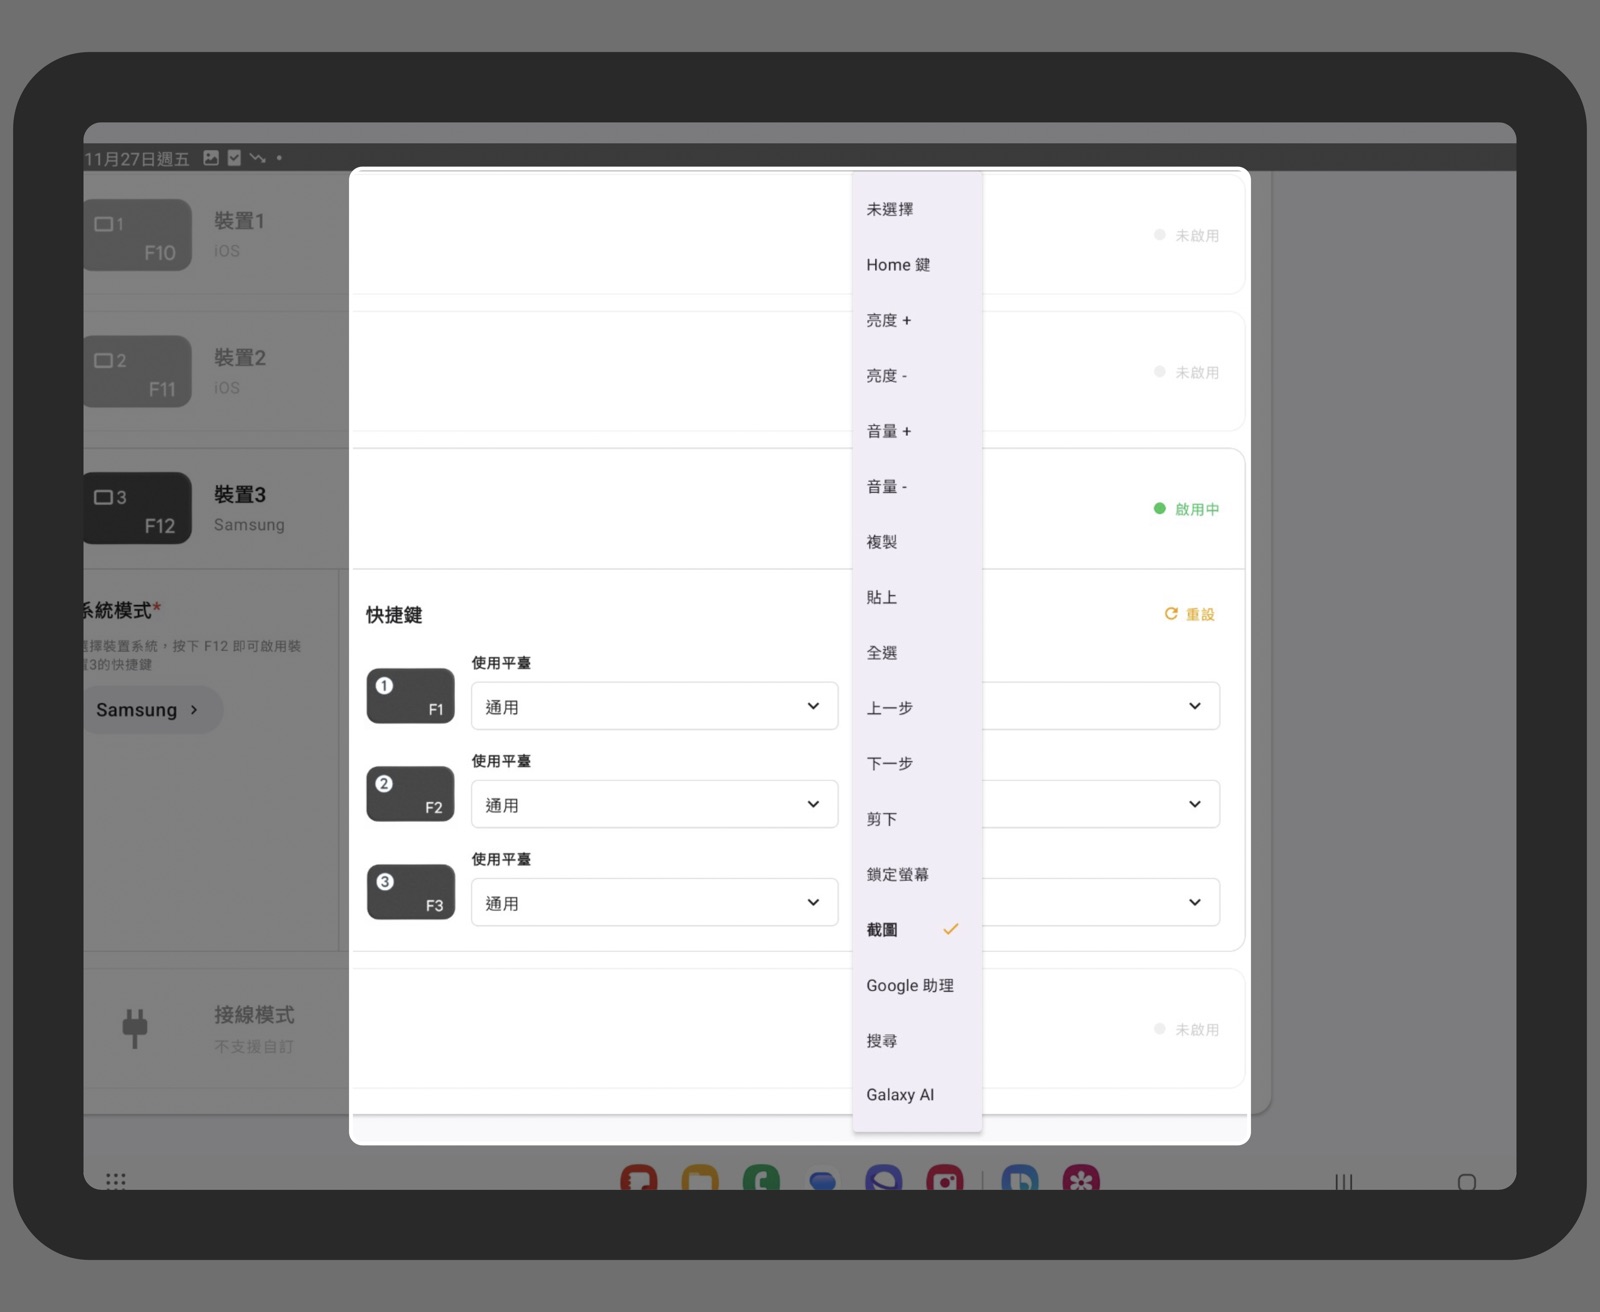 11月27日週五
1
F10
裝置1
iOS
未啟用
2
F11
裝置2
iOS
未啟用
3
F12
裝置3
Samsung
啟用中
系統模式*
選擇裝置系統，按下 F12 即可啟用裝
置3的快捷鍵
Samsung
快捷鍵
重設
使用平臺
1
F1
通用
使用平臺
2
F2
通用
使用平臺
3
F3
通用
未選擇
Home 鍵
亮度 +
亮度 -
音量 +
音量 -
複製
貼上
全選
上一步
下一步
剪下
鎖定螢幕
截圖
Google 助理
搜尋
Galaxy AI
接線模式
不支援自訂
未啟用